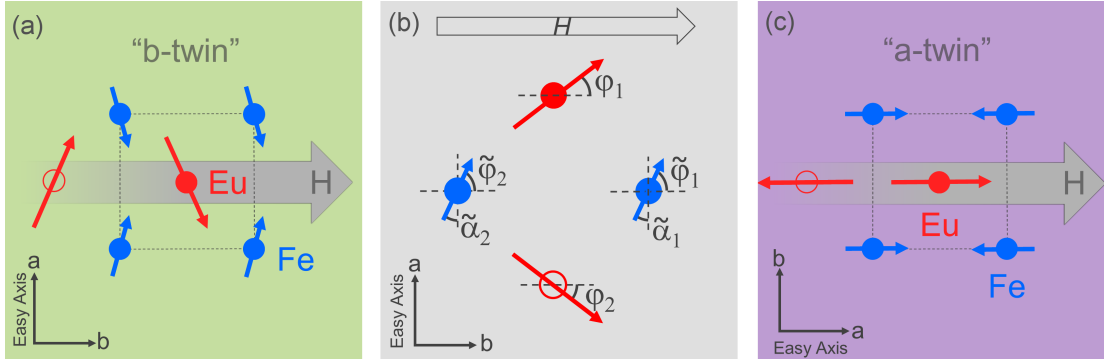 (a)
“b-twin”
Eu
H
Fe
a
Easy Axis
b
(b)
H
φ₁
φ̃₂
φ̃₁
α̃₂
α̃₁
φ₂
a
Easy Axis
b
(c)
“a-twin”
H
Eu
Fe
b
a
Easy Axis